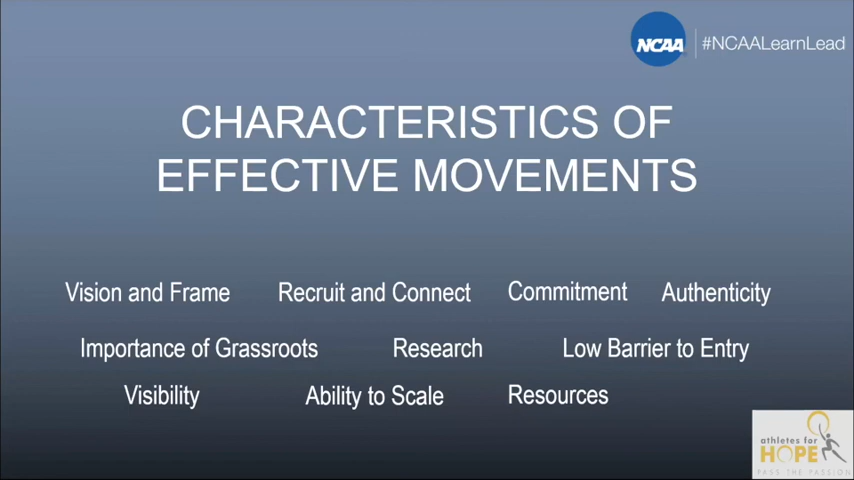 NCAA #NCAALearnLead
CHARACTERISTICS OF
EFFECTIVE MOVEMENTS
Vision and Frame Recruit and Connect Commitment Authenticity
Importance of Grassroots Research Low Barrier to Entry
Visibility Ability to Scale Resources
athletes for
HOPE
PASS THE PASSION